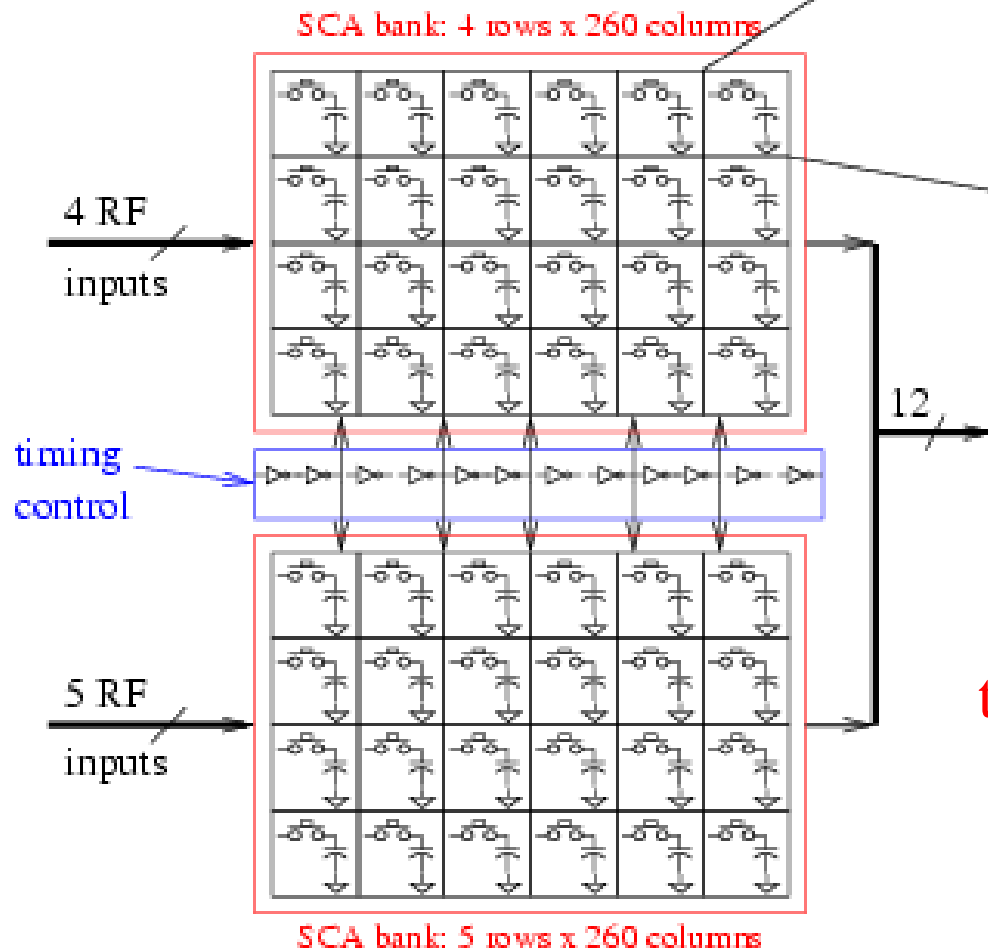 SCA bank: 4 rows x 260 columns
4 RF
inputs
12
timing
control
5 RF
inputs
t
SCA bank: 5 rows x 260 columns